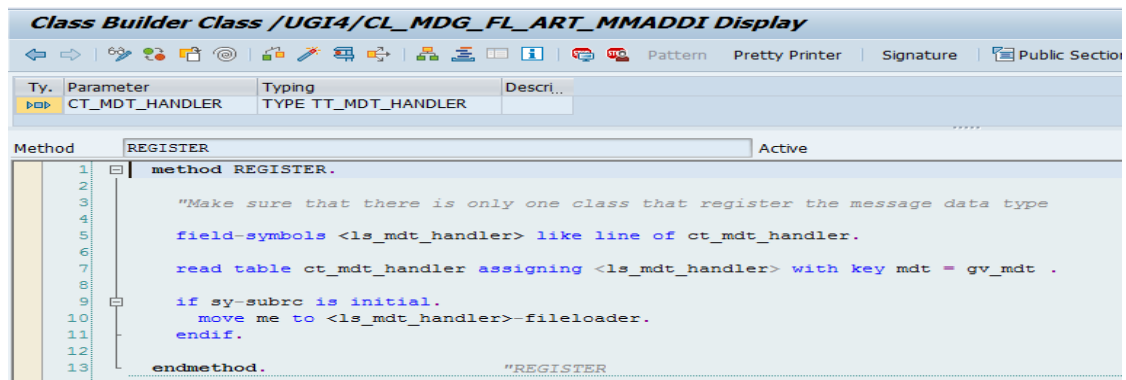 Class Builder Class /UGI4/CL_MDG_FL_ART_MMADDI Display
Pattern Pretty Printer Signature Public Section
Ty. Parameter Typing Descri...
CT_MDT_HANDLER TYPE TT_MDT_HANDLER
Method REGISTER Active
1 method REGISTER.
2
3 "Make sure that there is only one class that register the message data type
4
5 field-symbols <ls_mdt_handler> like line of ct_mdt_handler.
6
7 read table ct_mdt_handler assigning <ls_mdt_handler> with key mdt = gv_mdt .
8
9 if sy-subrc is initial.
10 move me to <ls_mdt_handler>-fileloader.
11 endif.
12
13 endmethod. "REGISTER